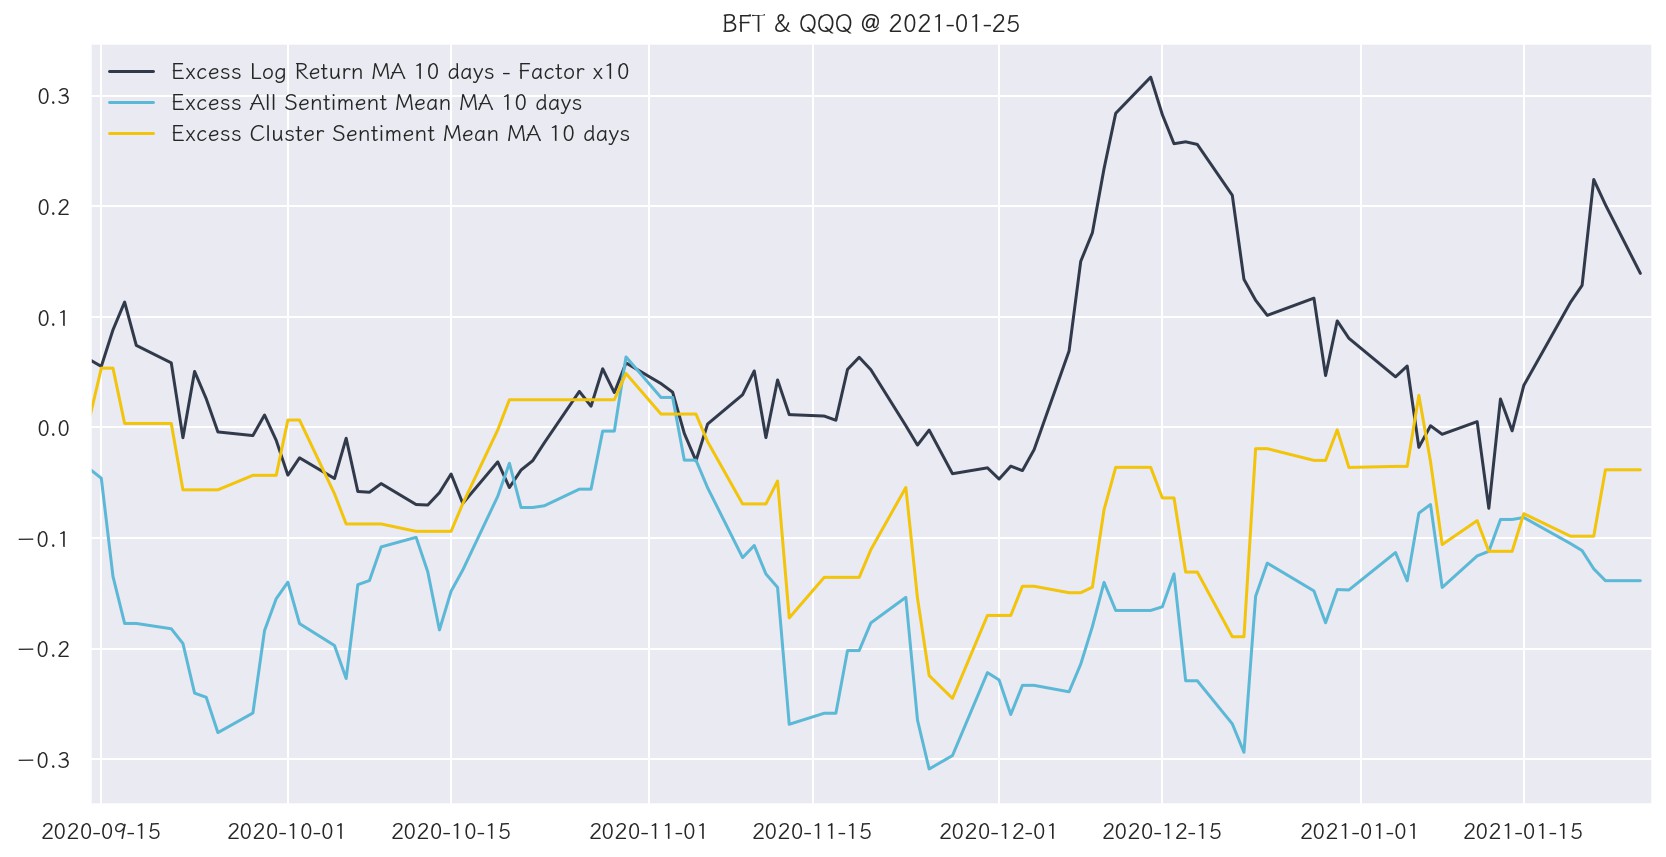 BFT & QQQ @ 2021-01-25
Excess Log Return MA 10 days - Factor x10
Excess All Sentiment Mean MA 10 days
Excess Cluster Sentiment Mean MA 10 days
0.3
0.2
0.1
0.0
−0.1
−0.2
−0.3
2020-09-15 2020-10-01 2020-10-15 2020-11-01 2020-11-15 2020-12-01 2020-12-15 2021-01-01 2021-01-15